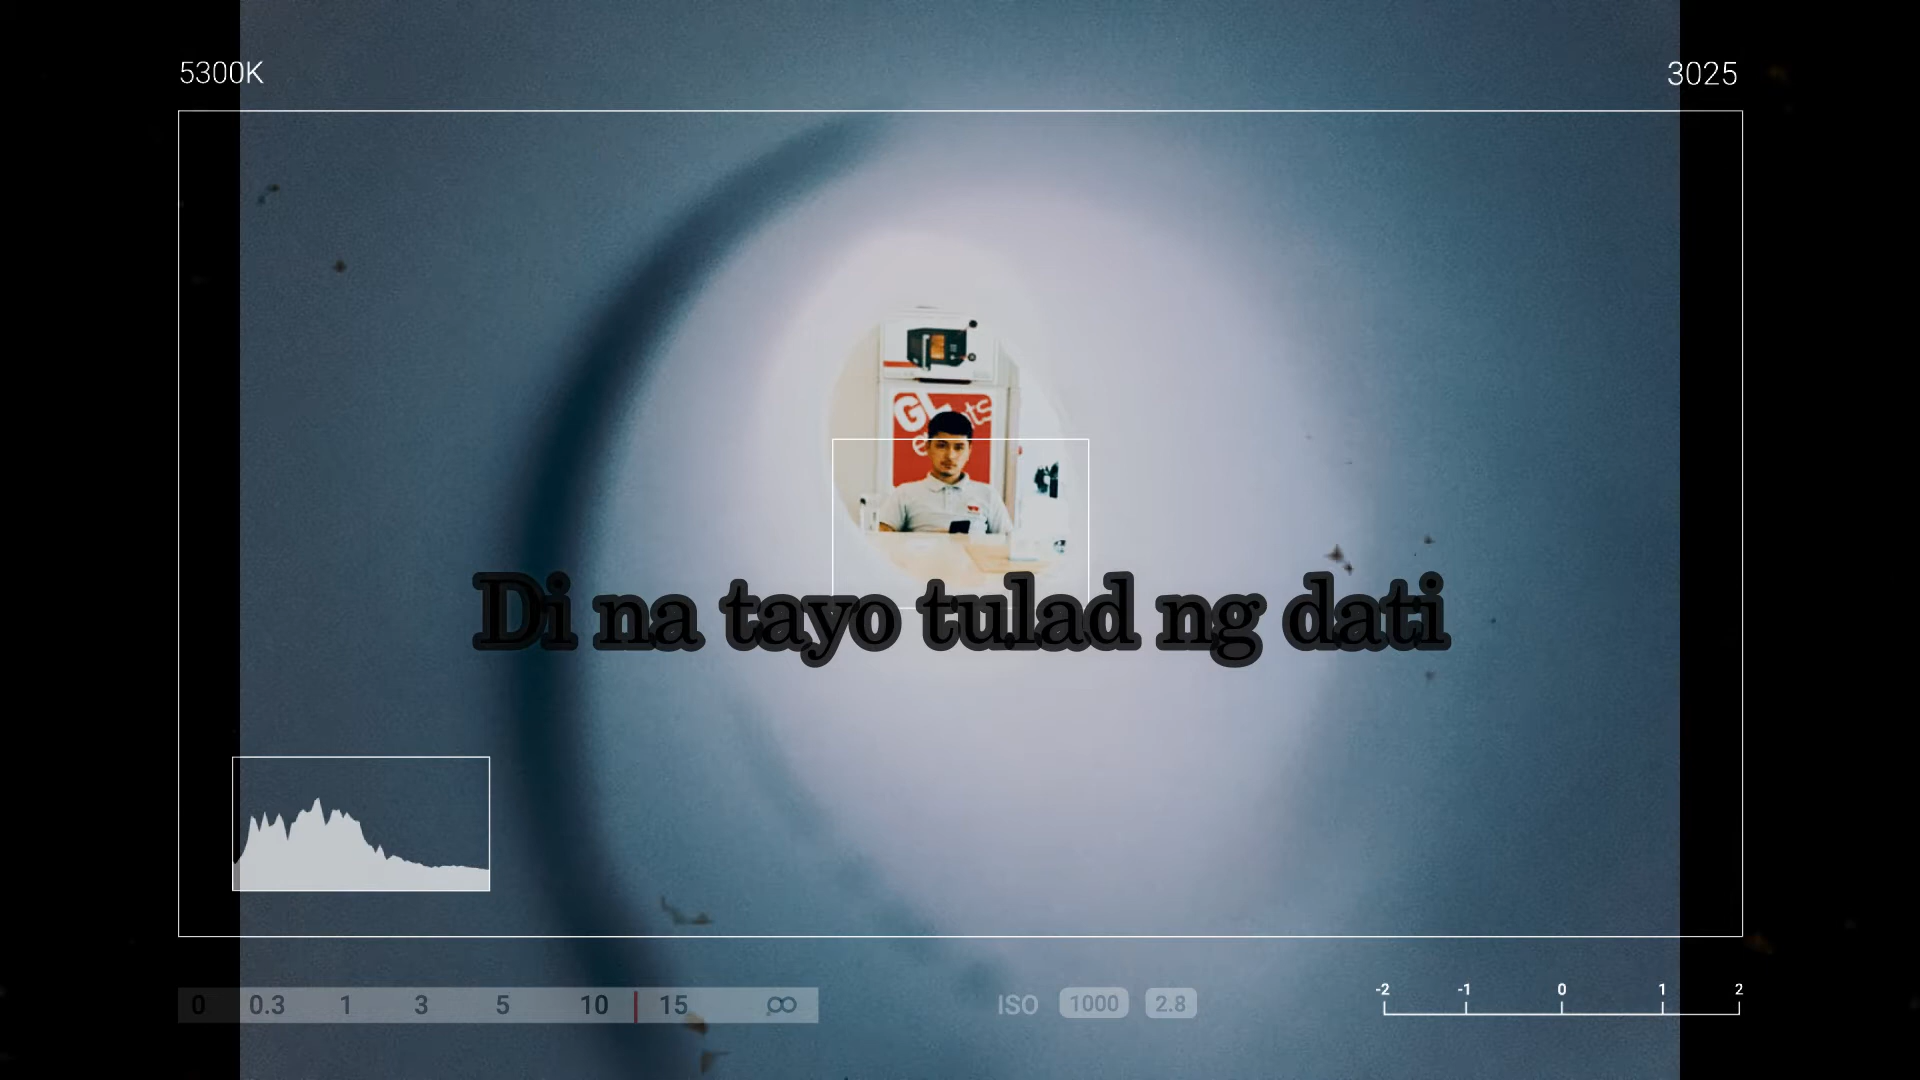 5300K
3025
GL
Di na tayo tulad ng dati
0 0.3 1 3 5 10 15 ∞
ISO 1000 2.8
-2 -1 0 1 2